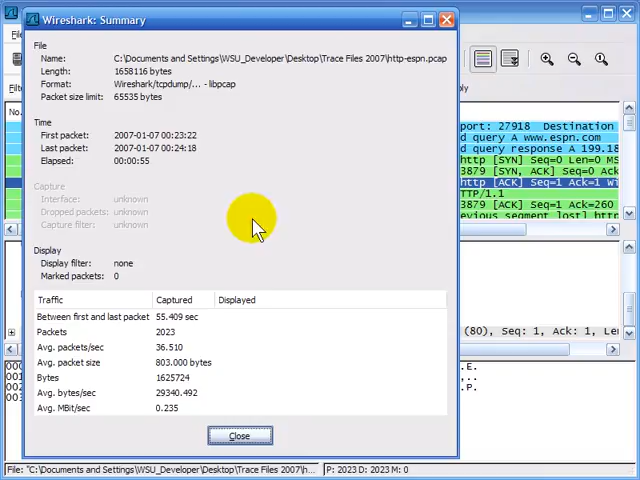 Wireshark: Summary
File
Name: C:\Documents and Settings\WSU_Developer\Desktop\Trace Files 2007\http-espn.pcap
Length: 1658116 bytes
Format: Wireshark/tcpdump/... - libpcap
Packet size limit: 65535 bytes
Time
First packet: 2007-01-07 00:23:22
Last packet: 2007-01-07 00:24:18
Elapsed: 00:00:55
Capture
Interface: unknown
Dropped packets: unknown
Capture filter: unknown
Display
Display filter: none
Marked packets: 0
Traffic Captured Displayed
Between first and last packet 55.409 sec
Packets 2023
Avg. packets/sec 36.510
Avg. packet size 803.000 bytes
Bytes 1625724
Avg. bytes/sec 29340.492
Avg. MBit/sec 0.235
Close
No.
port: 27918 Destination
d query A www.espn.com
d query response A 199.18
http [SYN] Seq=0 Len=0 MS
3879 [SYN, ACK] Seq=0 Ack
http [ACK] Seq=1 Ack=1 Wi
TTP/1.1
3879 [ACK] Seq=1 Ack=260
evious segment lost] http
(80), Seq: 1, Ack: 1, Le
.E.
,..
.P.
File: "C:\Documents and Settings\WSU_Developer\Desktop\Trace Files 2007\h... P: 2023 D: 2023 M: 0